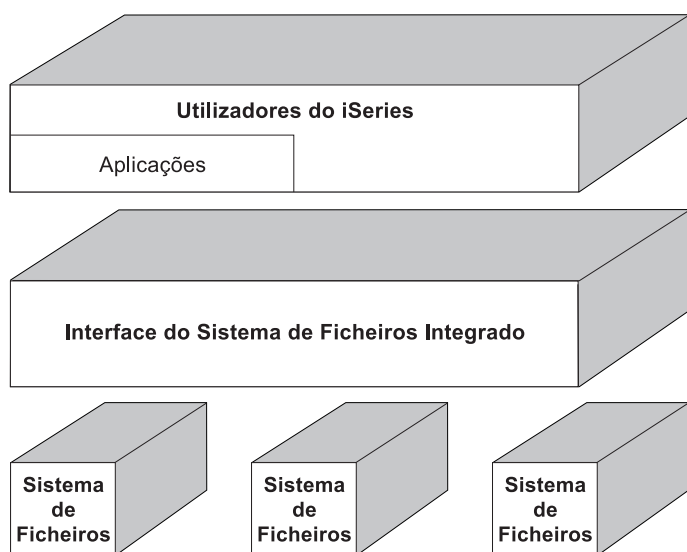 Utilizadores do iSeries
Aplicações
Interface do Sistema de Ficheiros Integrado
Sistema
de
Ficheiros
Sistema
de
Ficheiros
Sistema
de
Ficheiros